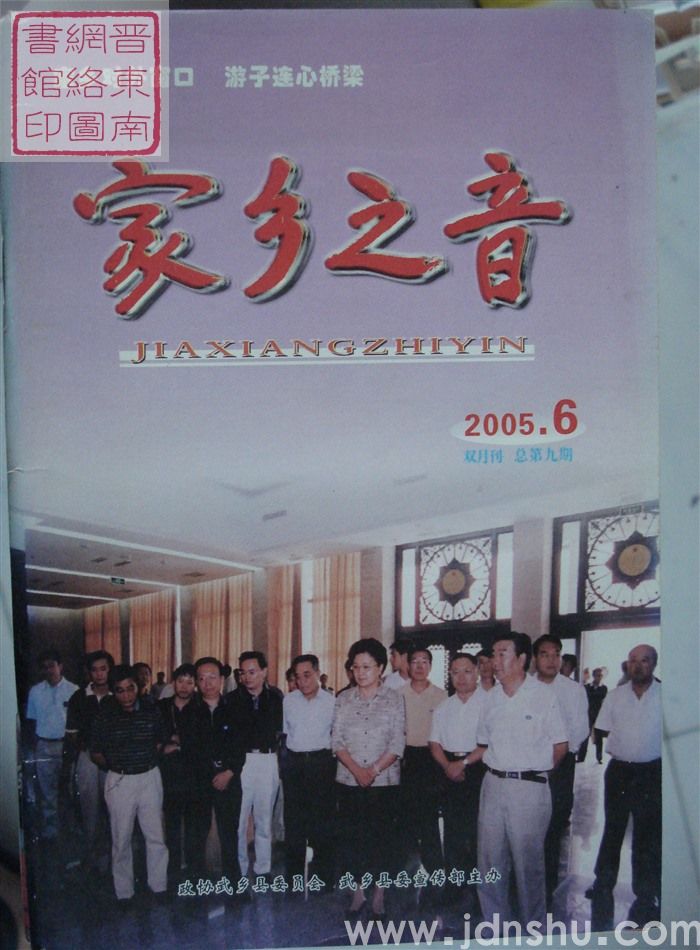 晋东南
網絡圖
書館印
口 游子连心桥梁
家乡之音
JIAXIANGZHIYIN
2005.6
双月刊 总第九期
政协武乡县委员会 武乡县委宣传部主办
www.jdnshu.com